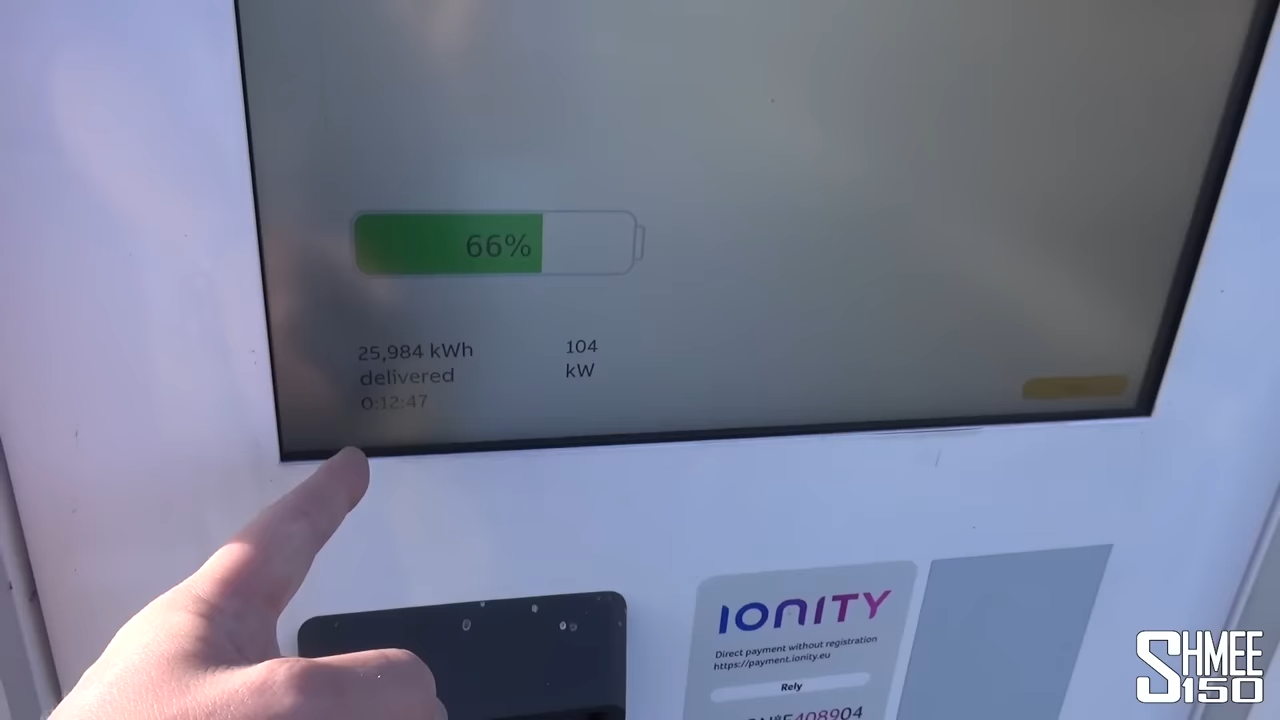 66%
25,984 kWh
delivered
0:12:47
104
kW
IONITY
Direct payment without registration
https://payment.ionity.eu
Rely
408904
SHMEE
150